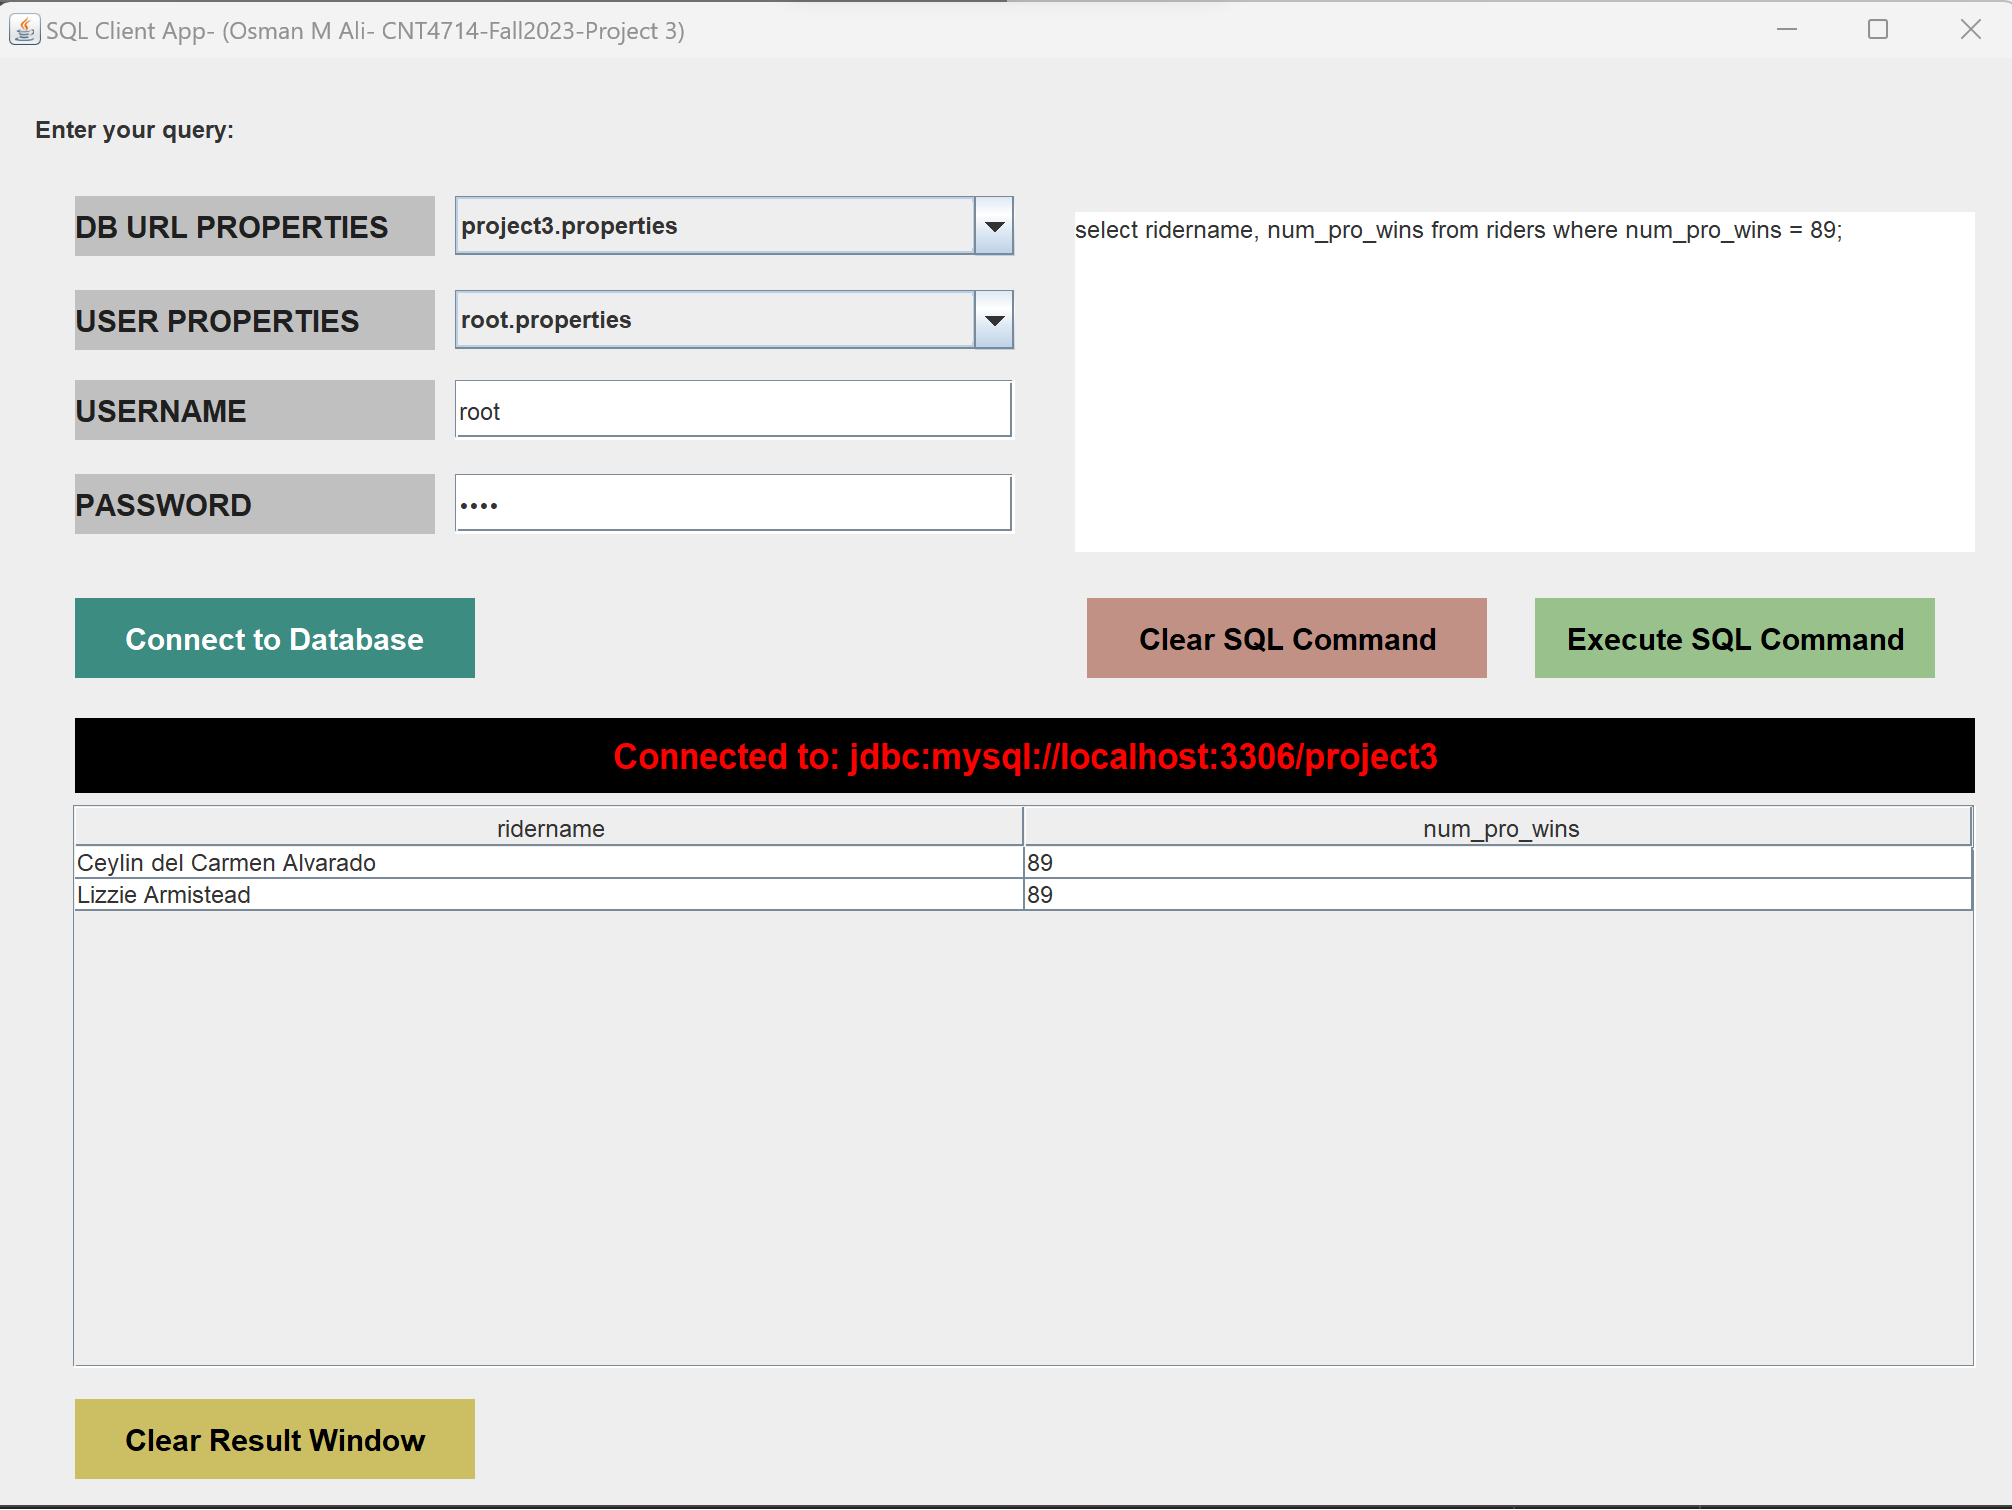 SQL Client App- (Osman M Ali- CNT4714-Fall2023-Project 3)
Enter your query:
DB URL PROPERTIES
project3.properties
USER PROPERTIES
root.properties
USERNAME
root
PASSWORD
••••
select ridername, num_pro_wins from riders where num_pro_wins = 89;
Connect to Database
Clear SQL Command
Execute SQL Command
Connected to: jdbc:mysql://localhost:3306/project3
ridername num_pro_wins
Ceylin del Carmen Alvarado 89
Lizzie Armistead 89
Clear Result Window